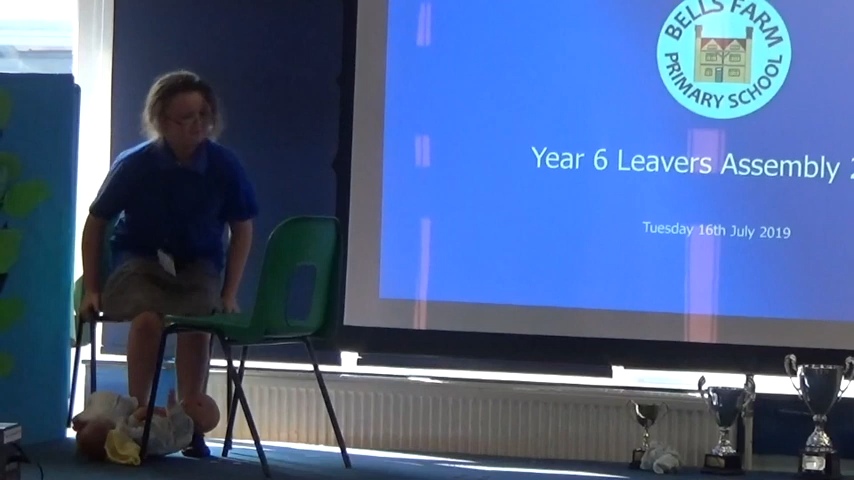 BELLS FARM
PRIMARY SCHOOL
Year 6 Leavers Assembly
Tuesday 16th July 2019